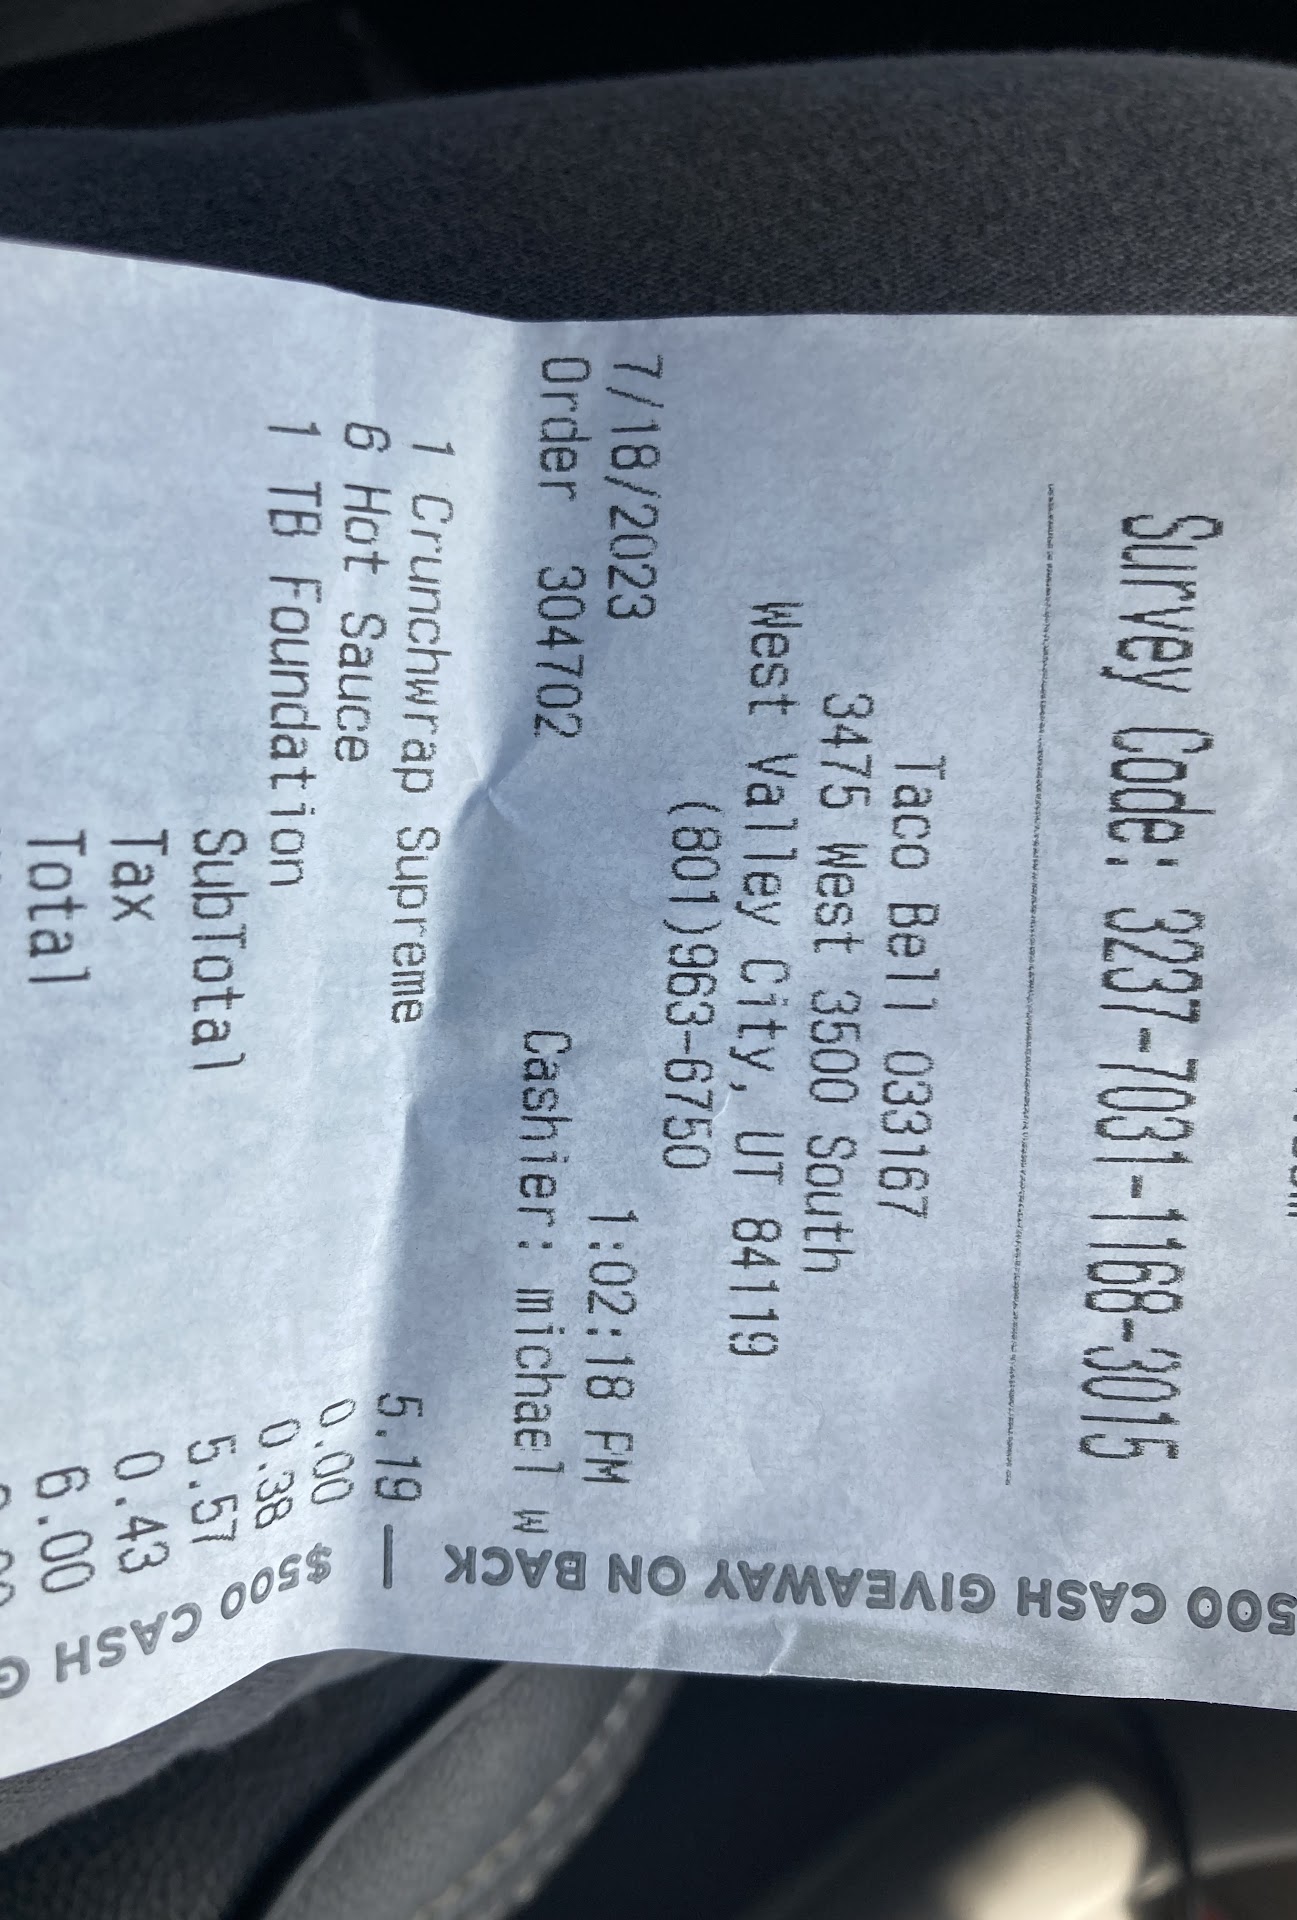 Survey Code: 3237-7031-1168-3015
Taco Bell 033167
3475 West 3500 South
West Valley City, UT 84119
(801)963-6750
7/18/2023 1:02:18 PM
Order 304702 Cashier: michael w
1 Crunchwrap Supreme 5.19
6 Hot Sauce 0.00
1 TB Foundation 0.38
SubTotal 5.57
Tax 0.43
Total 6.00
500 CASH GIVEAWAY ON BACK | $500 CASH G